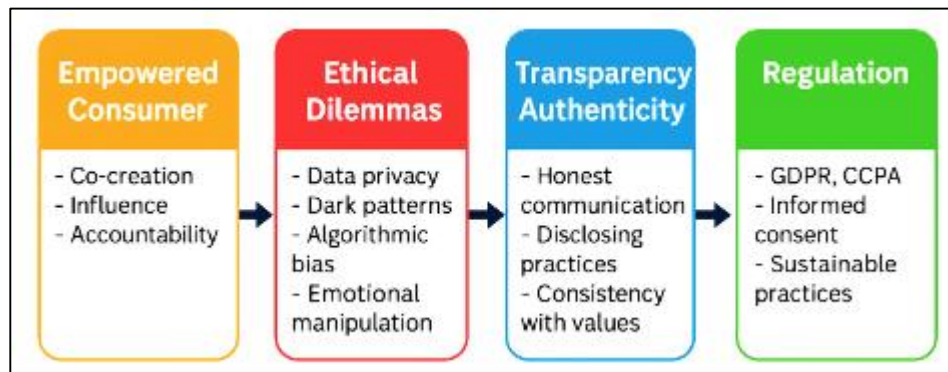 Empowered
Consumer
- Co-creation
- Influence
- Accountability
Ethical
Dilemmas
- Data privacy
- Dark patterns
- Algorithmic
bias
- Emotional
manipulation
Transparency
Authenticity
- Honest
communication
- Disclosing
practices
- Consistency
with values
Regulation
- GDPR, CCPA
- Informed
consent
- Sustainable
practices